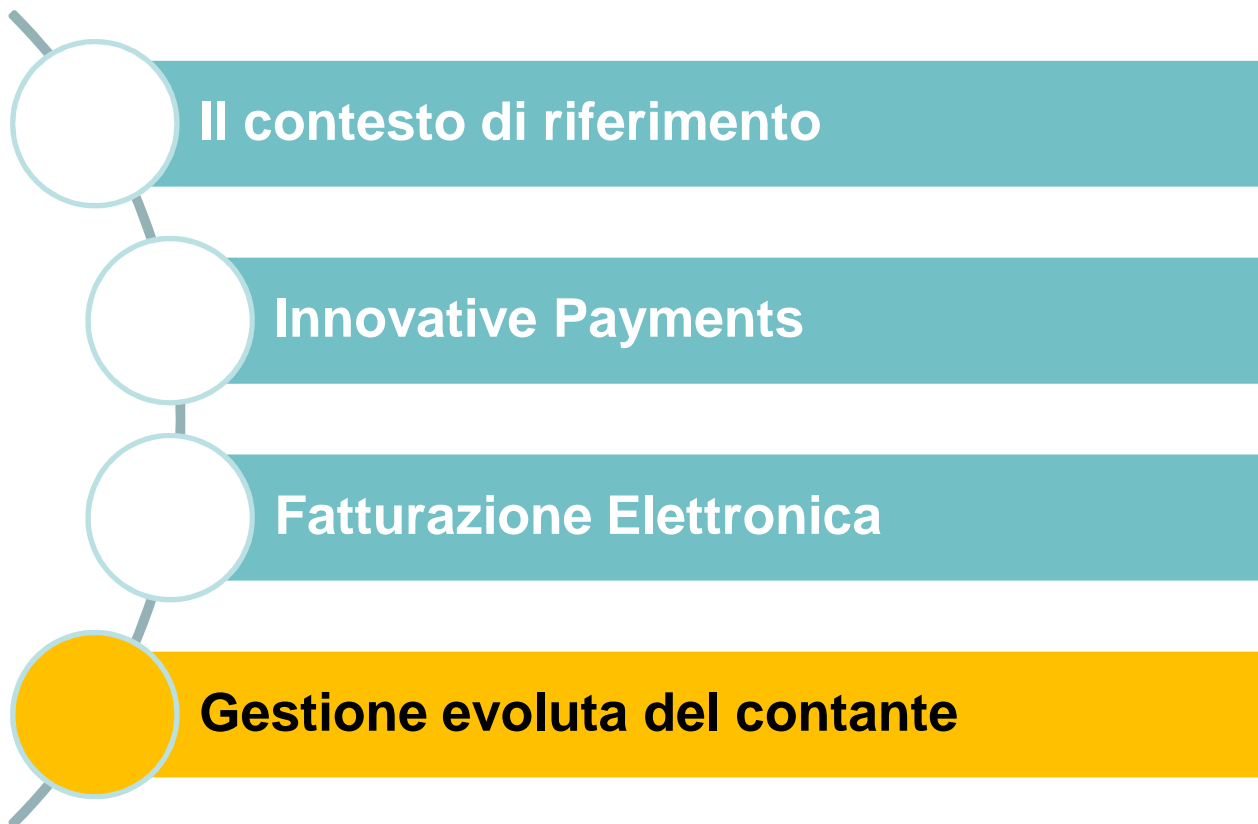 Il contesto di riferimento
Innovative Payments
Fatturazione Elettronica
Gestione evoluta del contante